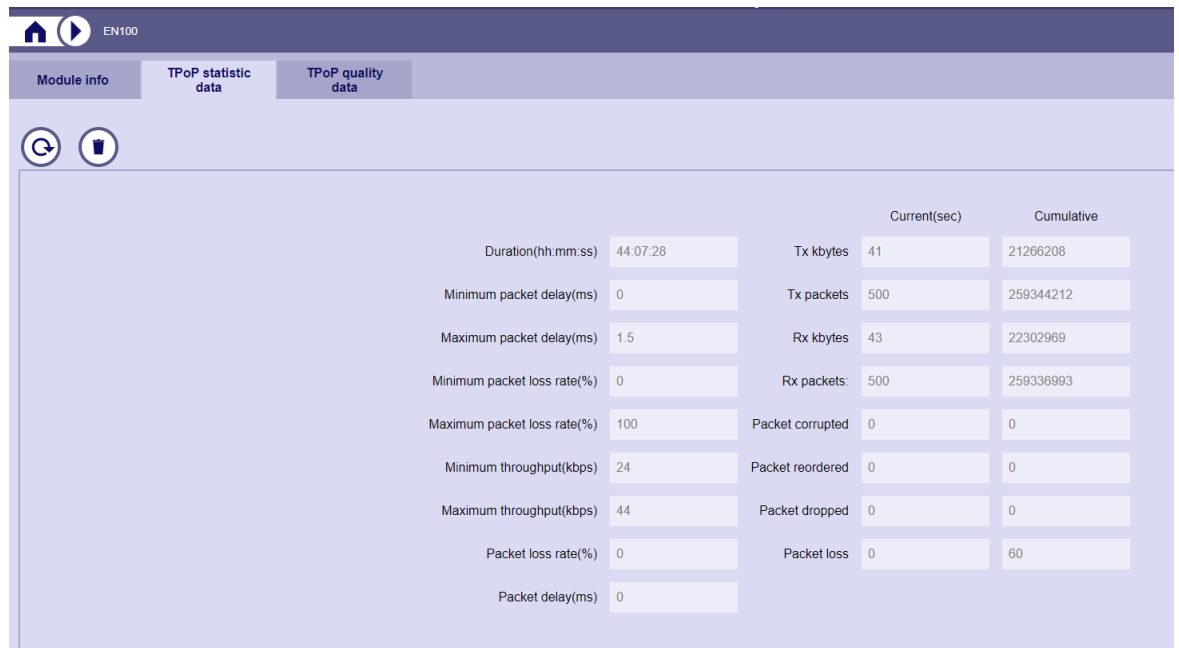 EN100
Module info
TPoP statistic
data
TPoP quality
data
Current(sec) Cumulative
Duration(hh:mm:ss) 44:07:28 Tx kbytes 41 21266208
Minimum packet delay(ms) 0 Tx packets 500 259344212
Maximum packet delay(ms) 1.5 Rx kbytes 43 22302969
Minimum packet loss rate(%) 0 Rx packets: 500 259336993
Maximum packet loss rate(%) 100 Packet corrupted 0 0
Minimum throughput(kbps) 24 Packet reordered 0 0
Maximum throughput(kbps) 44 Packet dropped 0 0
Packet loss rate(%) 0 Packet loss 0 60
Packet delay(ms) 0